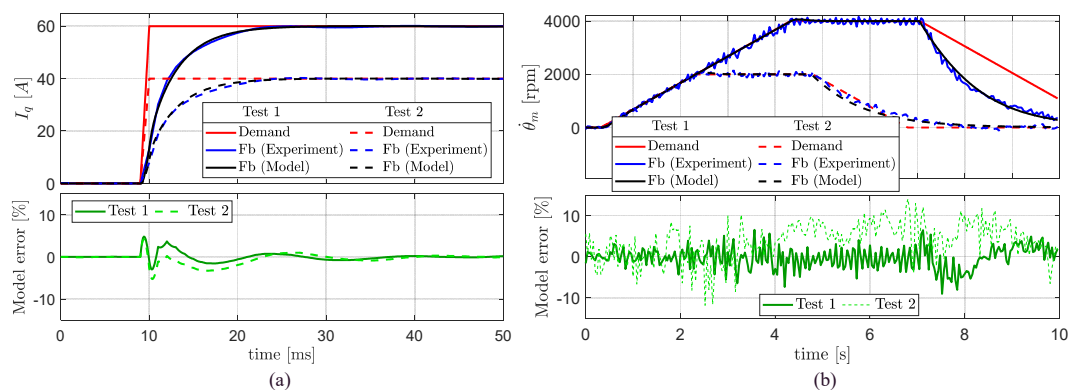 60
40
20
0
I_q [A]
Test 1 Test 2
Demand Demand
Fb (Experiment) Fb (Experiment)
Fb (Model) Fb (Model)
10
0
-10
Model error [%]
Test 1 Test 2
0 10 20 30 40 50
time [ms]
(a)
4000
2000
0
θ̇_m [rpm]
Test 1 Test 2
Demand Demand
Fb (Experiment) Fb (Experiment)
Fb (Model) Fb (Model)
10
0
-10
Model error [%]
Test 1 Test 2
0 2 4 6 8 10
time [s]
(b)